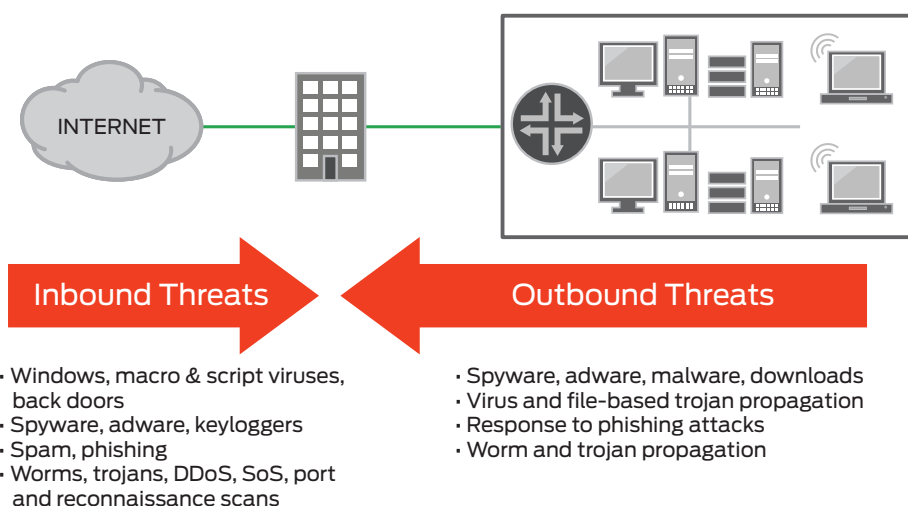 INTERNET
Inbound Threats
Outbound Threats
· Windows, macro & script viruses,
back doors
· Spyware, adware, keyloggers
· Spam, phishing
· Worms, trojans, DDoS, SoS, port
and reconnaissance scans
· Spyware, adware, malware, downloads
· Virus and file-based trojan propagation
· Response to phishing attacks
· Worm and trojan propagation